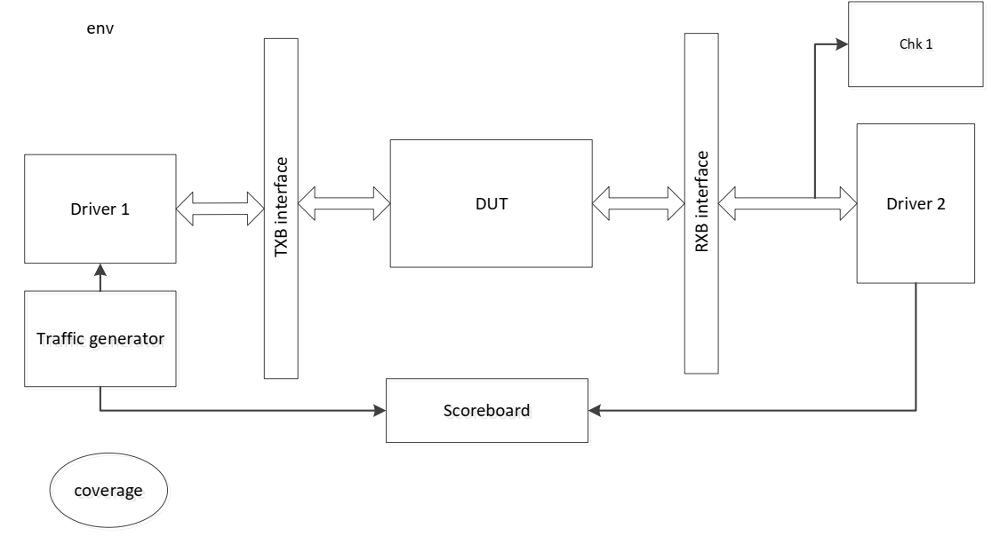 env
Chk 1
Driver 1
TXB interface
DUT
RXB interface
Driver 2
Traffic generator
Scoreboard
coverage